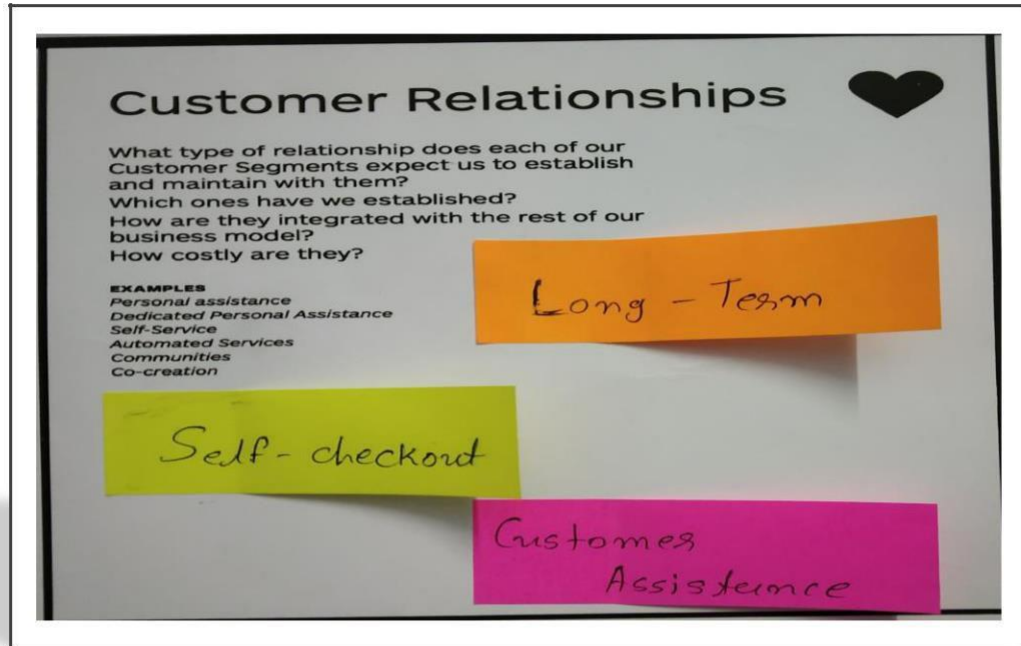 Customer Relationships
What type of relationship does each of our
Customer Segments expect us to establish
and maintain with them?
Which ones have we established?
How are they integrated with the rest of our
business model?
How costly are they?
EXAMPLES
Personal assistance
Dedicated Personal Assistance
Self-Service
Automated Services
Communities
Co-creation
Long - Term
Self - checkout
Customer
Assistance